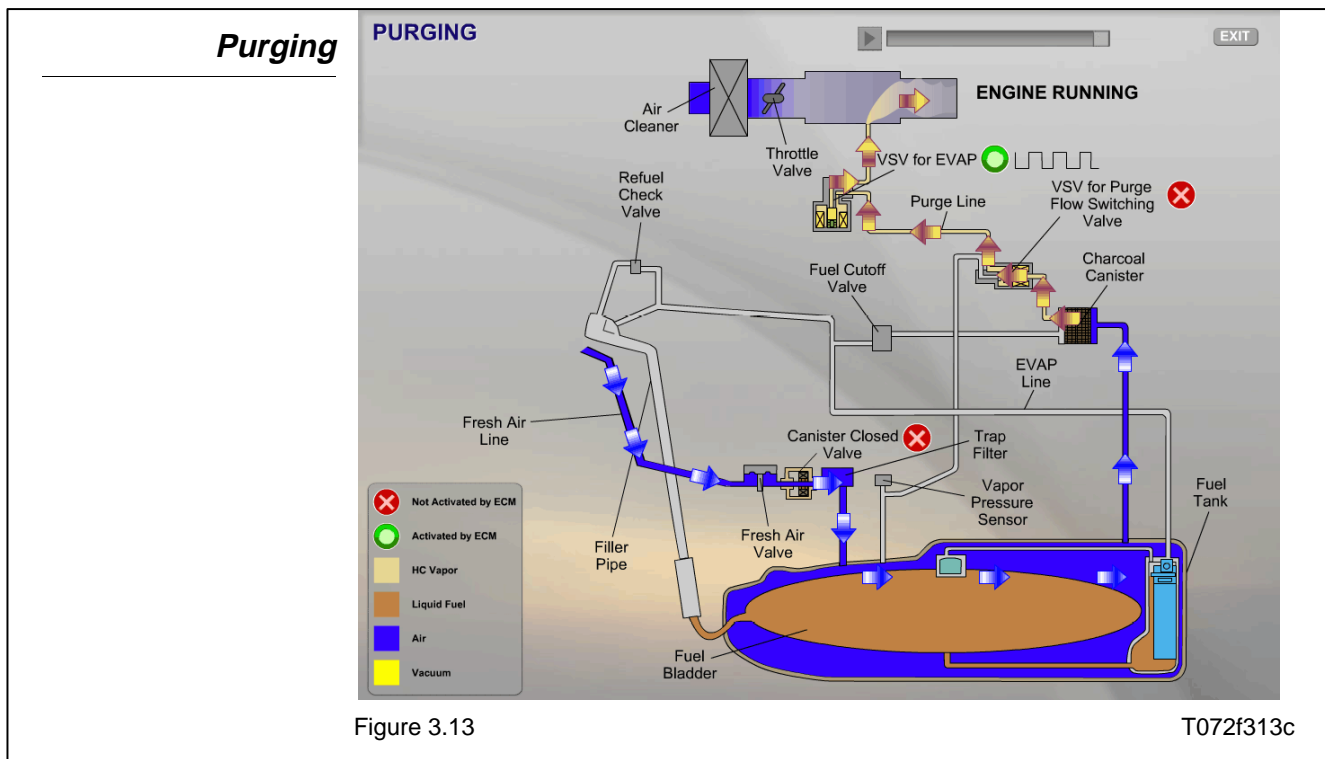 Purging
PURGING
EXIT
ENGINE RUNNING
Air
Cleaner
Throttle
Valve
VSV for EVAP
VSV for Purge
Flow Switching
Valve
Refuel
Check
Valve
Purge Line
Fuel Cutoff
Valve
Charcoal
Canister
EVAP
Line
Fresh Air
Line
Canister Closed
Valve
Trap
Filter
Vapor
Pressure
Sensor
Fuel
Tank
Fresh Air
Valve
Filler
Pipe
Fuel
Bladder
Not Activated by ECM
Activated by ECM
HC Vapor
Liquid Fuel
Air
Vacuum
Figure 3.13
T072f313c